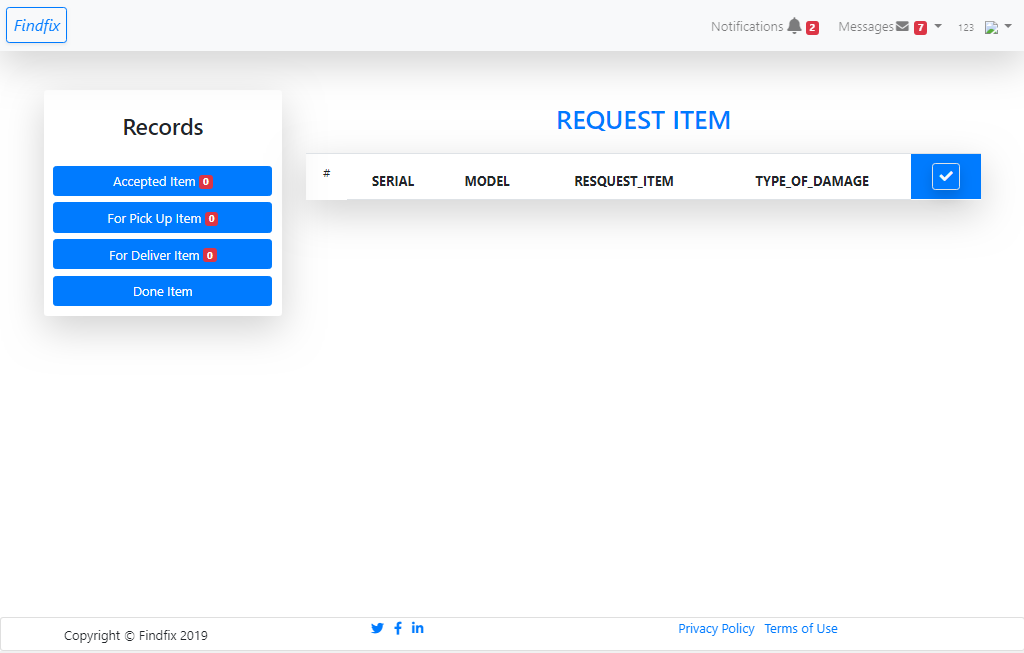 Findfix
Notifications 2 Messages 7 123
Records
Accepted Item 0
For Pick Up Item 0
For Deliver Item 0
Done Item
REQUEST ITEM
# SERIAL MODEL RESQUEST_ITEM TYPE_OF_DAMAGE
Copyright © Findfix 2019
Privacy Policy Terms of Use